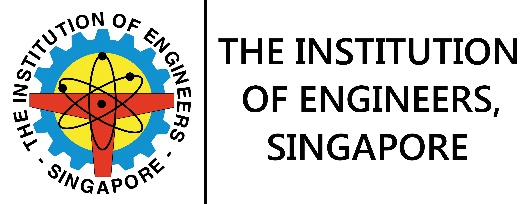 THE INSTITUTION OF ENGINEERS
- SINGAPORE -
THE INSTITUTION
OF ENGINEERS,
SINGAPORE